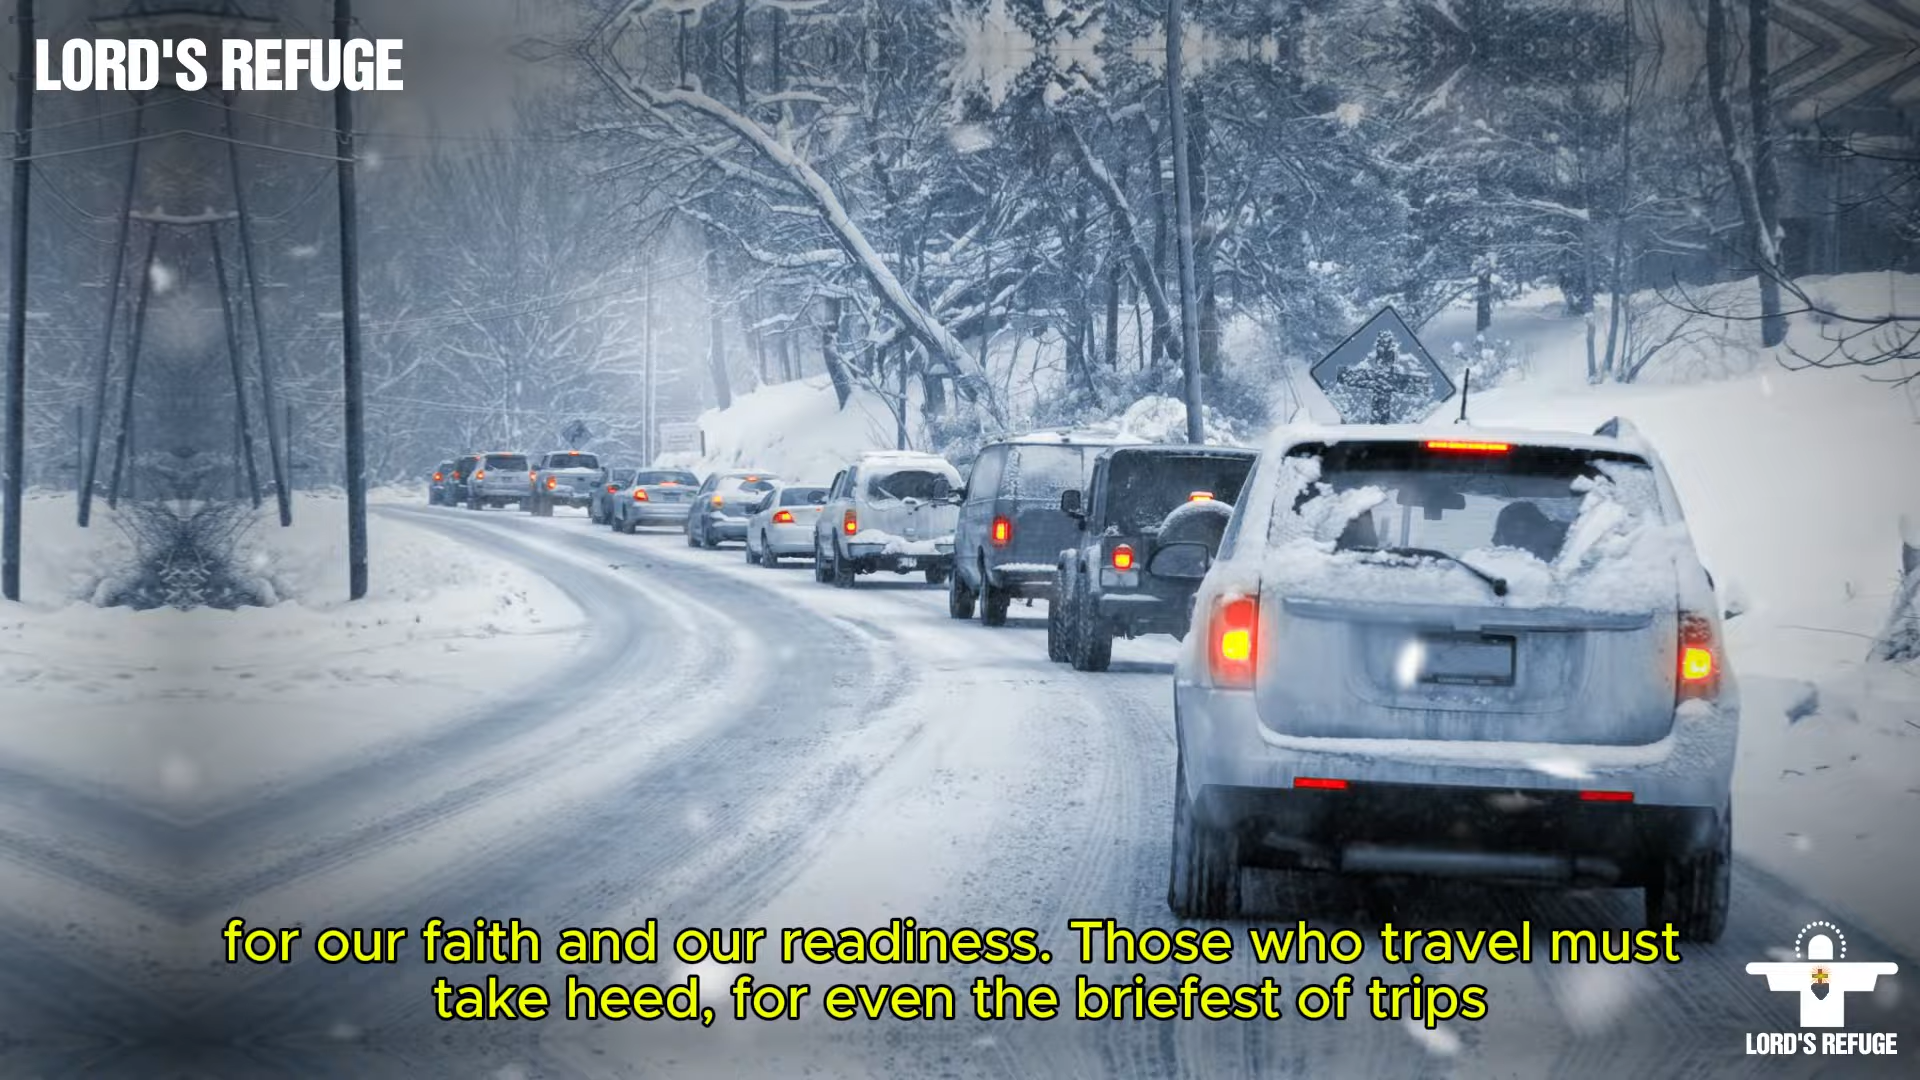 LORD'S REFUGE
for our faith and our readiness. Those who travel must
take heed, for even the briefest of trips
LORD'S REFUGE